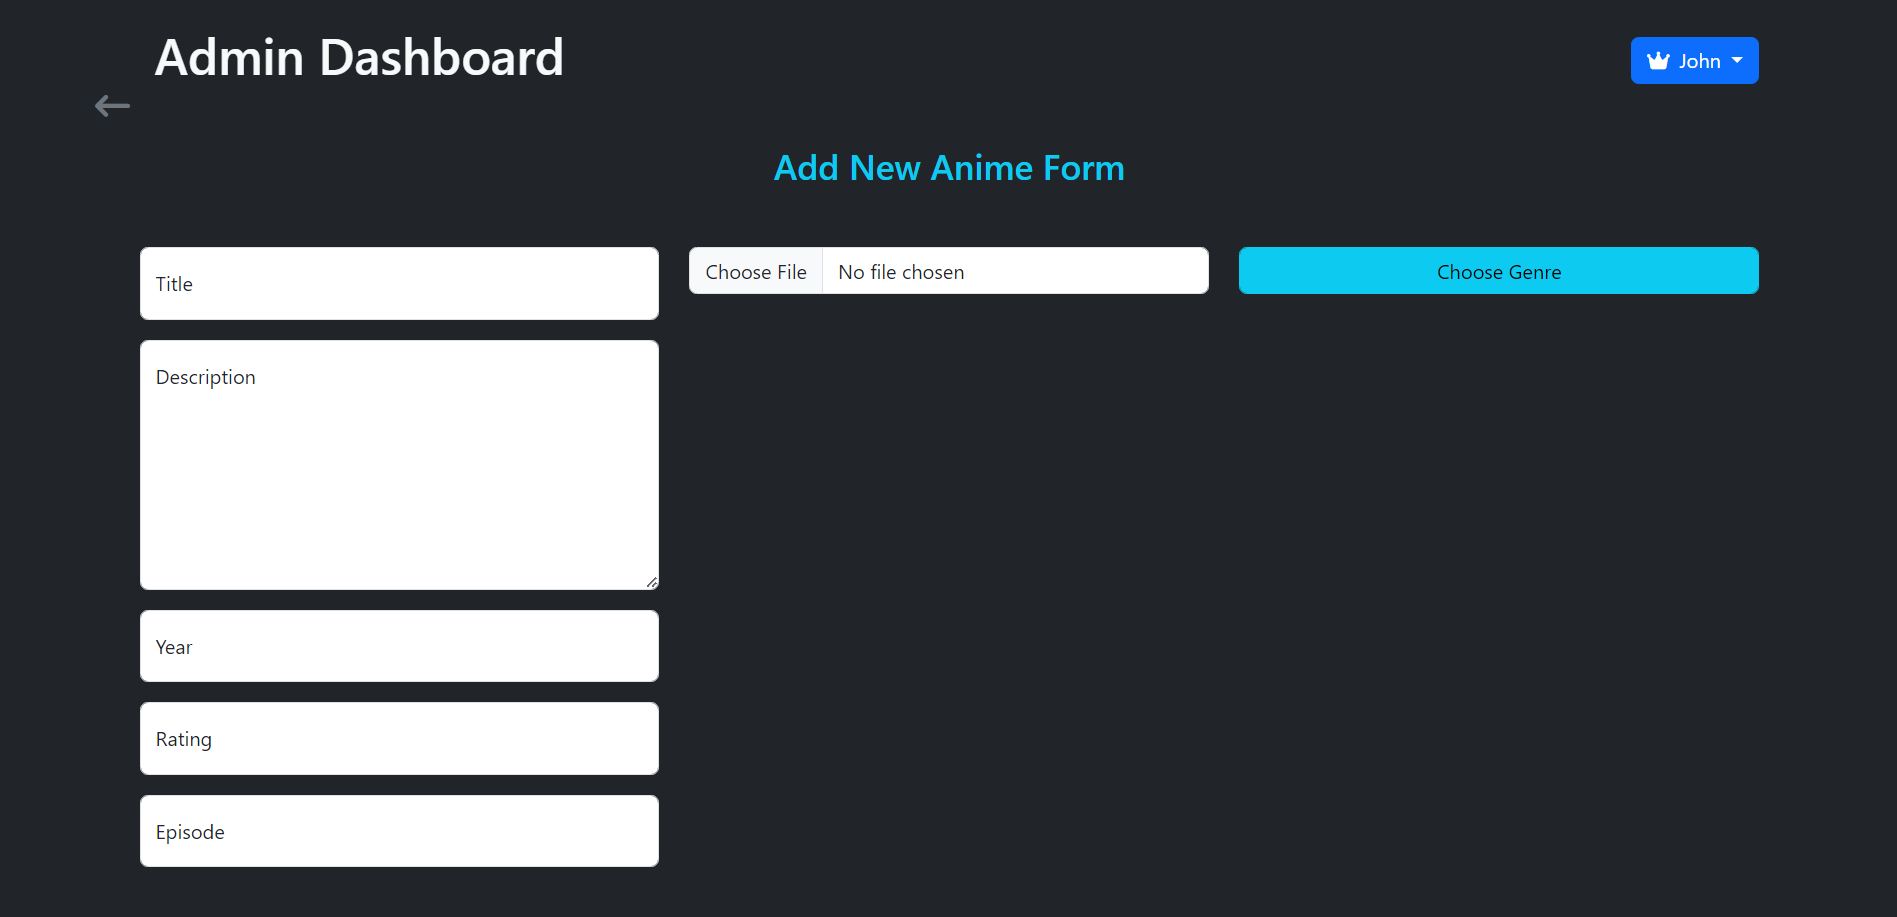 Admin Dashboard
John
Add New Anime Form
Title
Choose File No file chosen
Choose Genre
Description
Year
Rating
Episode